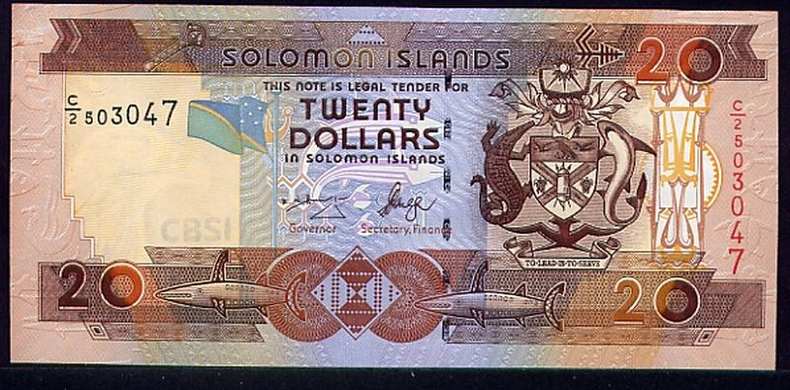 SOLOMON ISLANDS
20
THIS NOTE IS LEGAL TENDER FOR
C/2 503047
TWENTY
DOLLARS
IN SOLOMON ISLANDS
C/2 503047
CBSI
Governor Secretary, Finance
TO-LEAD-IS-TO-SERVE
20
20